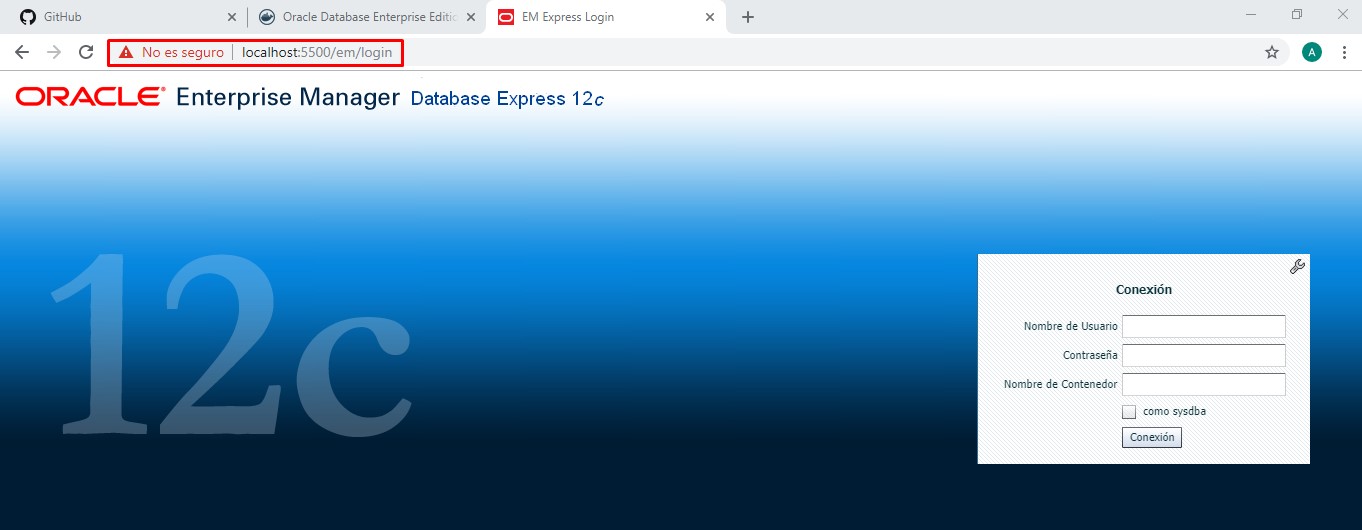 GitHub
Oracle Database Enterprise Editio
EM Express Login
No es seguro localhost:5500/em/login
A
ORACLE® Enterprise Manager Database Express 12c
12c
Conexión
Nombre de Usuario
Contraseña
Nombre de Contenedor
como sysdba
Conexión